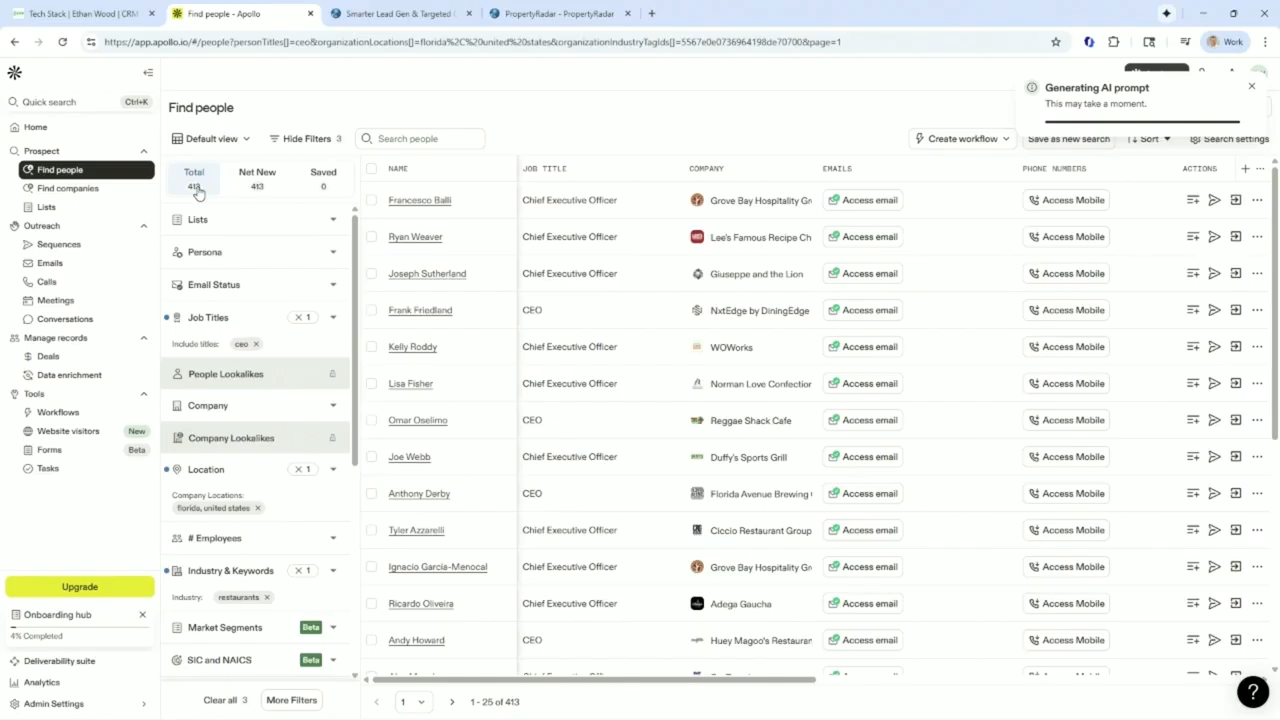 Tech Stack | Ethan Wood | CRM
Find people - Apollo
Smarter Lead Gen & Targeted
PropertyRadar - PropertyRadar
https://app.apollo.io/#/people?personTitles[]=ceo&organizationLocations[]=florida%2C%20united%20states&organizationIndustryTagIds[]=5567e0e0736964198de70700&page=1
Work
Quick search Ctrl+K
Home
Prospect
Find people
Find companies
Lists
Outreach
Sequences
Emails
Calls
Meetings
Conversations
Manage records
Deals
Data enrichment
Tools
Workflows
Website visitors New
Forms Beta
Tasks
Upgrade
Onboarding hub
4% Completed
Deliverability suite
Analytics
Admin Settings
Find people
Generating AI prompt
This may take a moment.
Default view
Hide Filters 3
Search people
Create workflow
Save as new search
Sort
Search settings
Total Net New Saved
413 413 0
Lists
Persona
Email Status
Job Titles × 1
Include titles: ceo
People Lookalikes
Company
Company Lookalikes
Location × 1
Company Locations:
florida, united states
# Employees
Industry & Keywords × 1
Industry: restaurants
Market Segments Beta
SIC and NAICS Beta
Clear all 3 More Filters
NAME JOB TITLE COMPANY EMAILS PHONE NUMBERS ACTIONS
Francesco Balli Chief Executive Officer Grove Bay Hospitality Gr Access email Access Mobile
Ryan Weaver Chief Executive Officer Lee's Famous Recipe Ch Access email Access Mobile
Joseph Sutherland Chief Executive Officer Giuseppe and the Lion Access email Access Mobile
Frank Friedland CEO NxtEdge by DiningEdge Access email Access Mobile
Kelly Roddy Chief Executive Officer WOWorks Access email Access Mobile
Lisa Fisher Chief Executive Officer Norman Love Confection Access email Access Mobile
Omar Oselimo CEO Reggae Shack Cafe Access email Access Mobile
Joe Webb Chief Executive Officer Duffy's Sports Grill Access email Access Mobile
Anthony Derby CEO Florida Avenue Brewing Access email Access Mobile
Tyler Azzarelli Chief Executive Officer Ciccio Restaurant Group Access email Access Mobile
Ignacio Garcia-Menocal Chief Executive Officer Grove Bay Hospitality Gr Access email Access Mobile
Ricardo Oliveira Chief Executive Officer Adega Gaucha Access email Access Mobile
Andy Howard CEO Huey Magoo's Restauran Access email Access Mobile
1 1 - 25 of 413
?